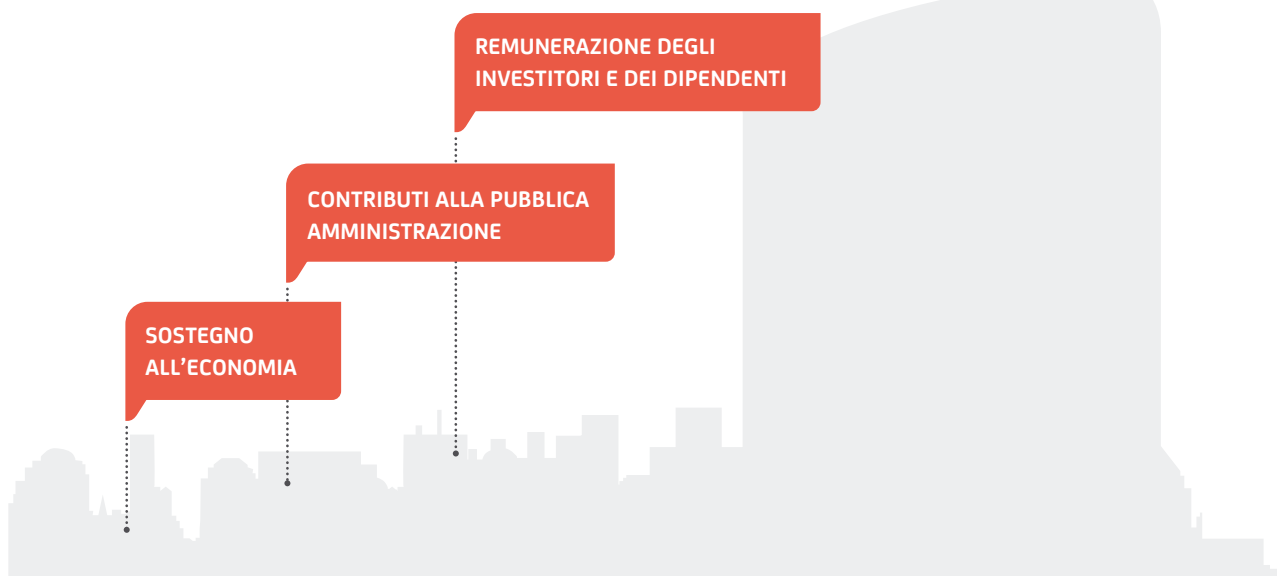 REMUNERAZIONE DEGLI
INVESTITORI E DEI DIPENDENTI
CONTRIBUTI ALLA PUBBLICA
AMMINISTRAZIONE
SOSTEGNO
ALL’ECONOMIA